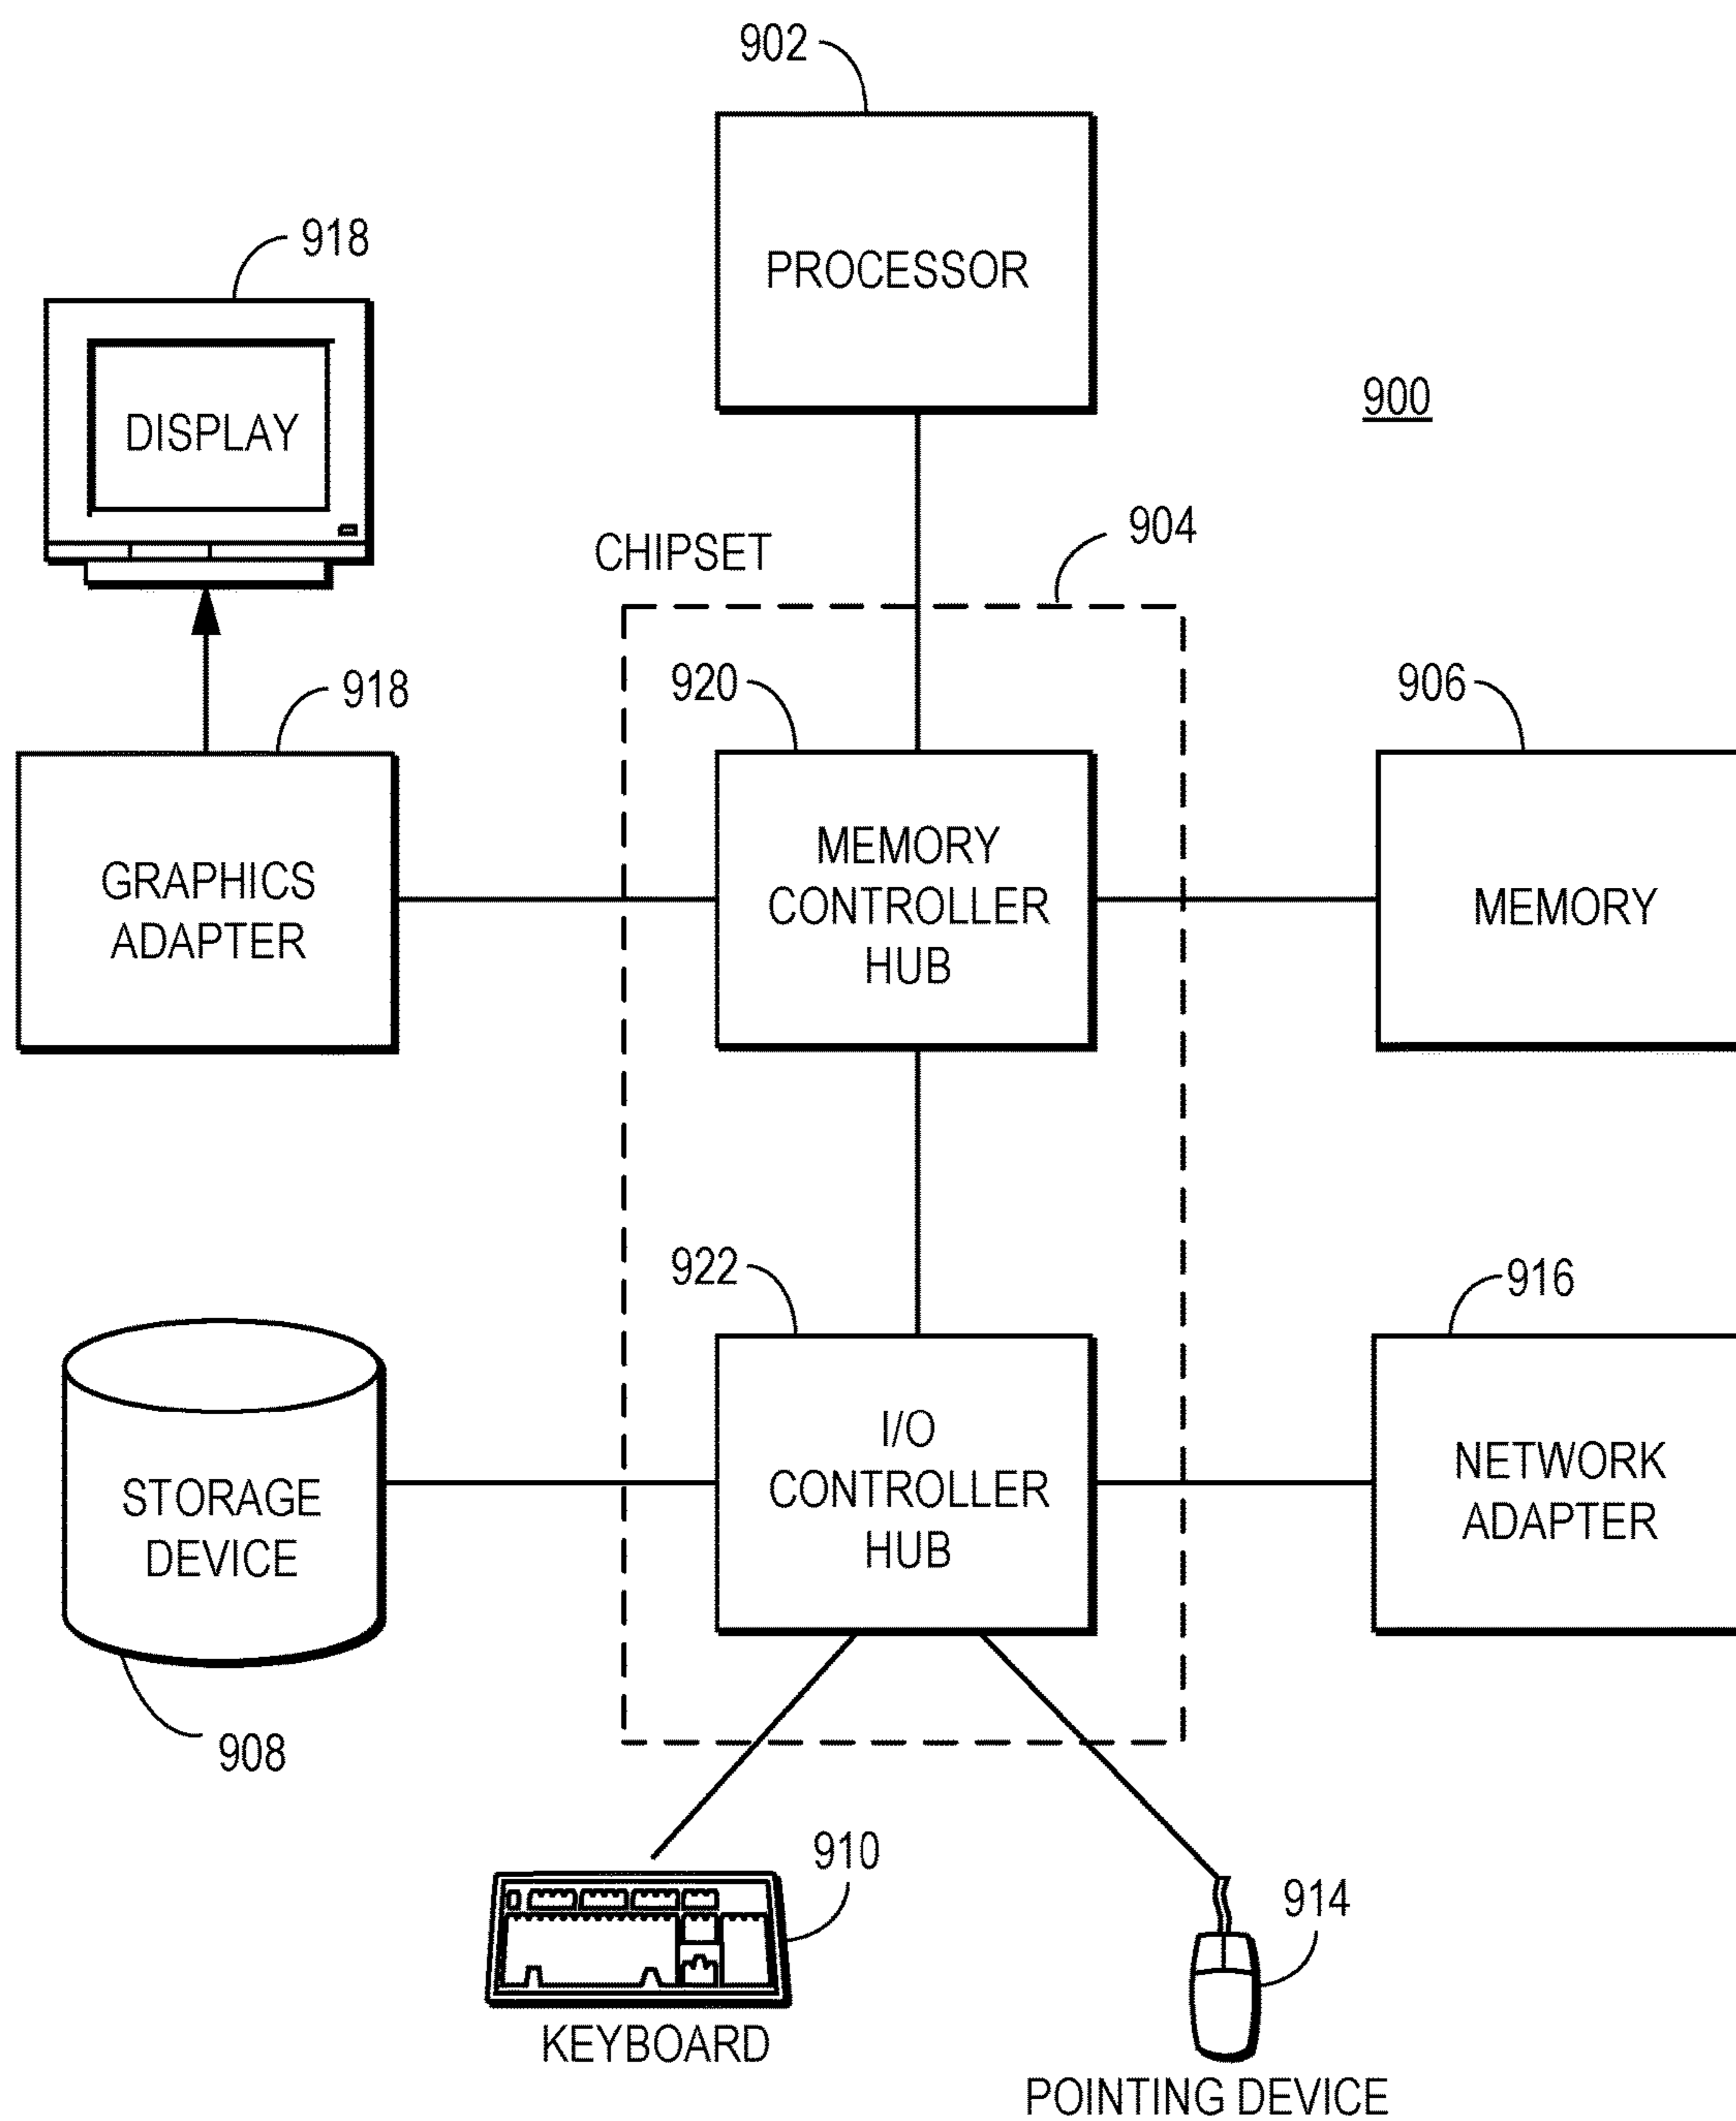 902
PROCESSOR
918
DISPLAY
900
CHIPSET
904
918
GRAPHICS
ADAPTER
920
MEMORY
CONTROLLER
HUB
906
MEMORY
922
I/O
CONTROLLER
HUB
916
NETWORK
ADAPTER
STORAGE
DEVICE
908
910
KEYBOARD
914
POINTING DEVICE